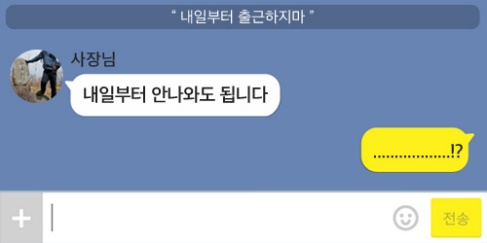 “ 내일부터 출근하지마 ”
사장님
내일부터 안나와도 됩니다
...................!?
전송